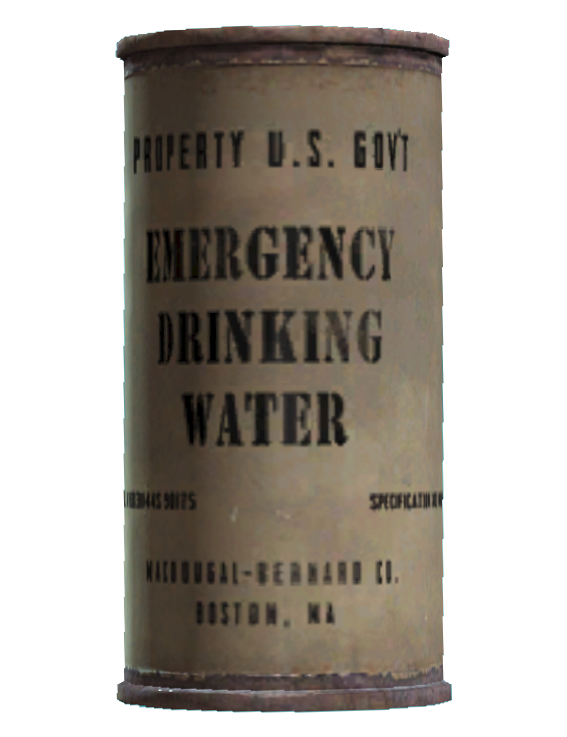 PROPERTY U.S. GOV'T
EMERGENCY
DRINKING
WATER
MACDOUGAL-BERNARD CO.
BOSTON, MA